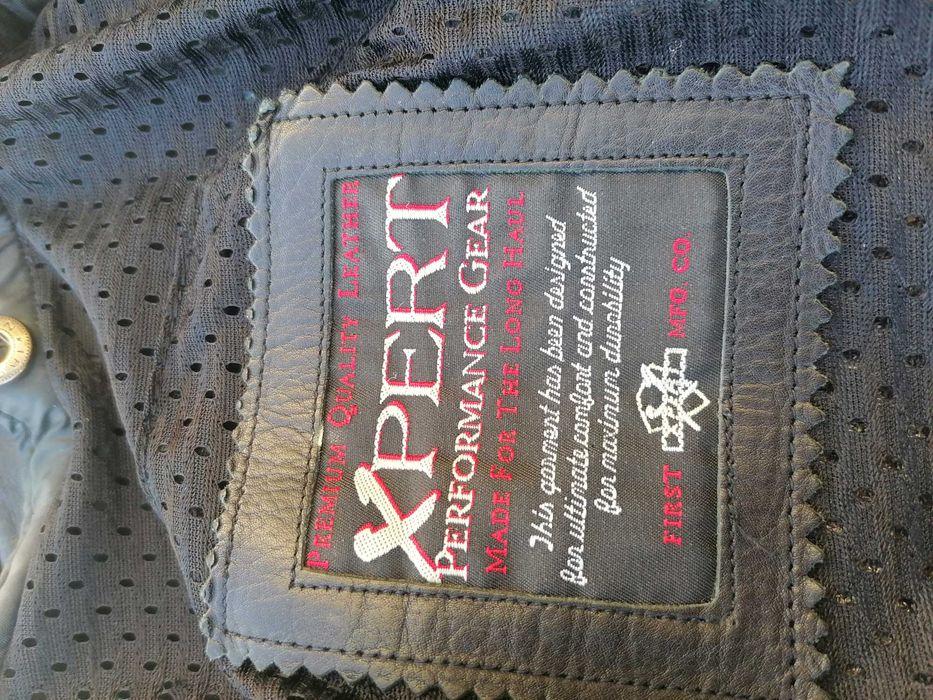 PREMIUM QUALITY LEATHER
XPERT
PERFORMANCE GEAR
MADE FOR THE LONG HAUL
This garment has been designed
for ultimate comfort and constructed
for maximum durability
FIRST MFG. CO.